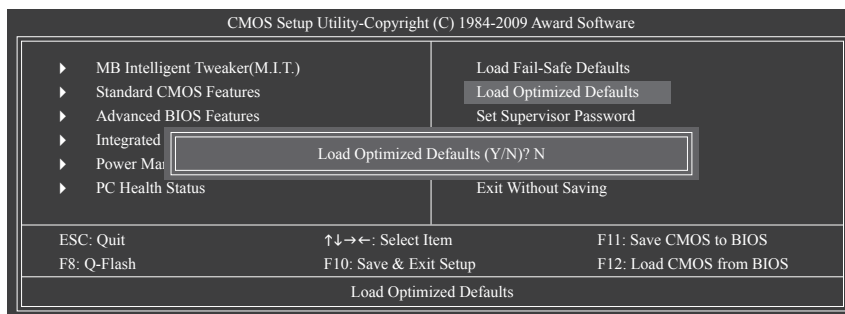 CMOS Setup Utility-Copyright (C) 1984-2009 Award Software
MB Intelligent Tweaker(M.I.T.)
Standard CMOS Features
Advanced BIOS Features
Integrated
Power Ma
PC Health Status
Load Fail-Safe Defaults
Load Optimized Defaults
Set Supervisor Password
Exit Without Saving
Load Optimized Defaults (Y/N)? N
ESC: Quit ↑↓→←: Select Item F11: Save CMOS to BIOS
F8: Q-Flash F10: Save & Exit Setup F12: Load CMOS from BIOS
Load Optimized Defaults